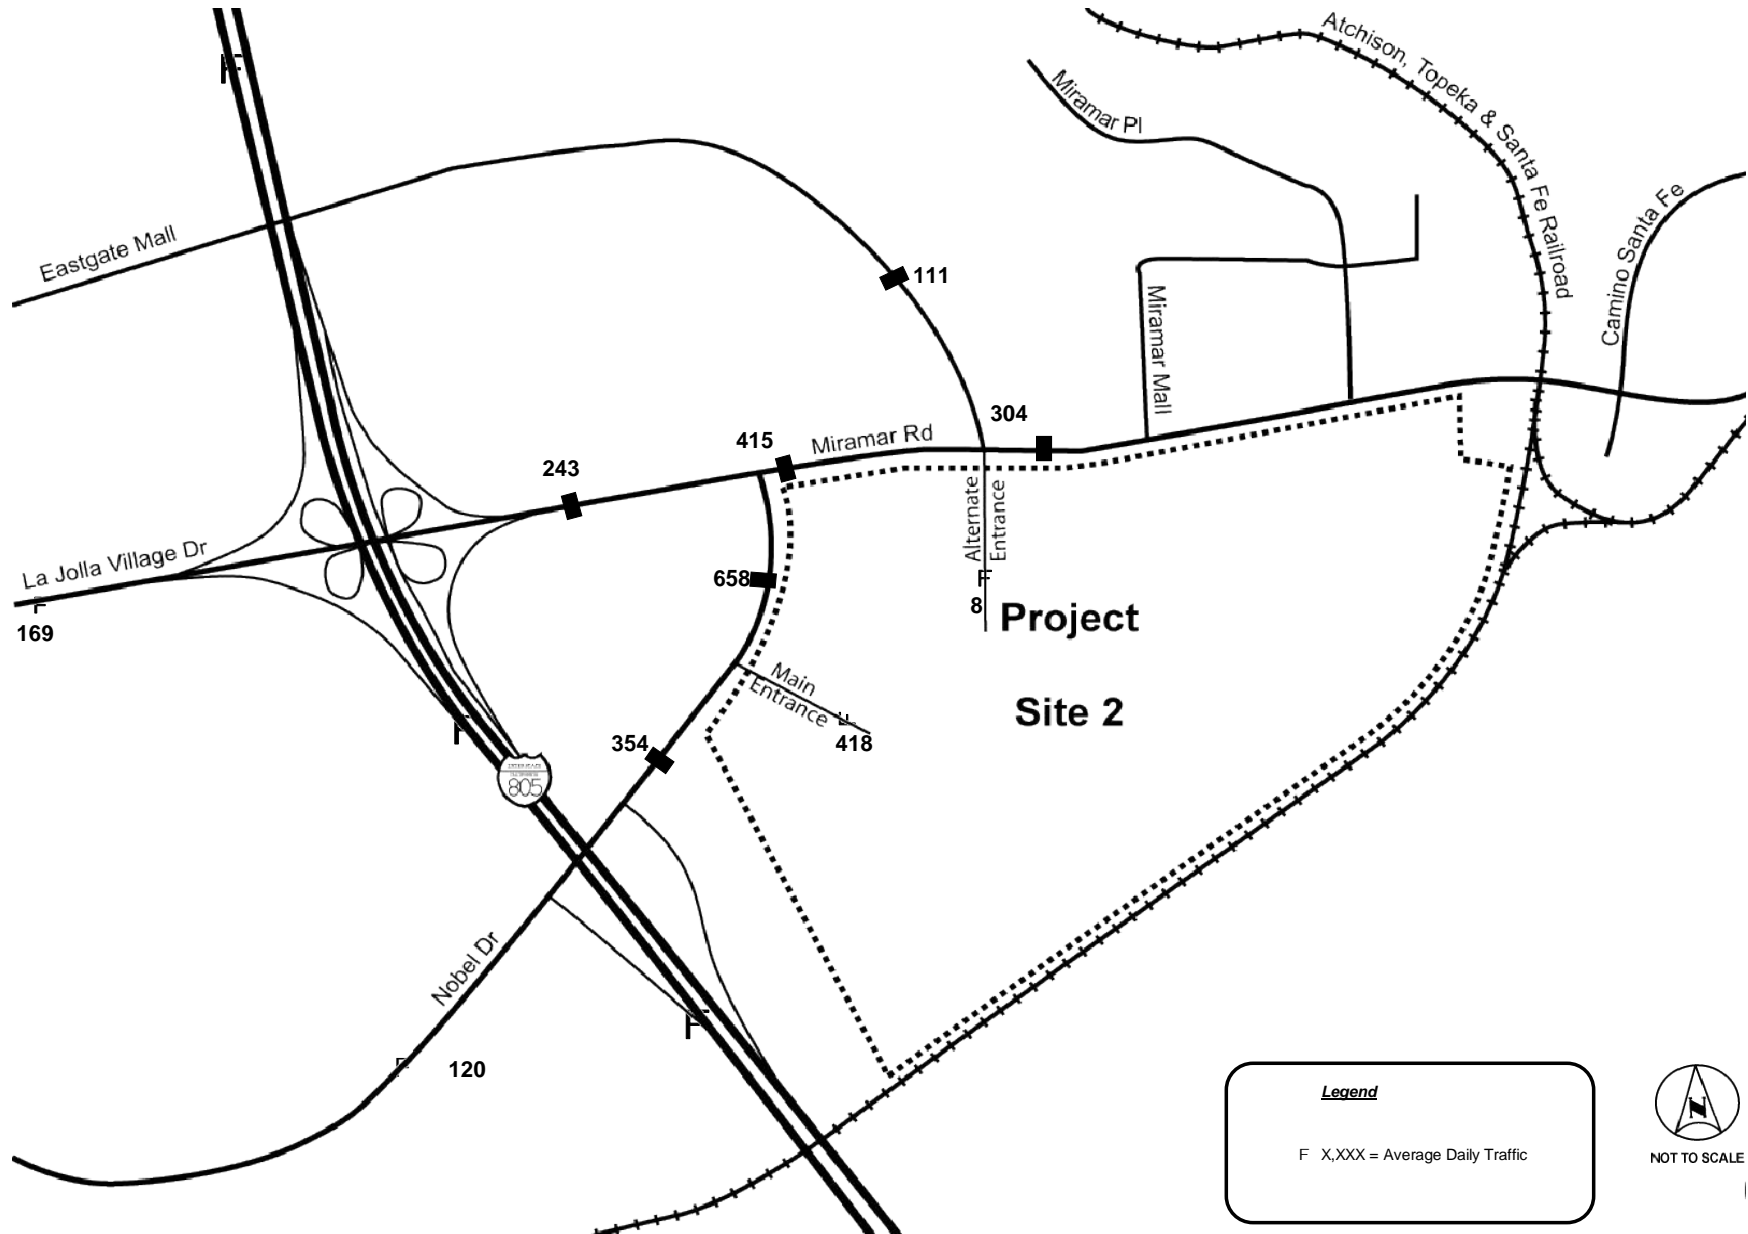 F
Atchison, Topeka & Santa Fe Railroad
Miramar Pl
Eastgate Mall
Camino Santa Fe
111
Miramar Mall
304
415
Miramar Rd
243
Alternate
Entrance
La Jolla Village Dr
F
169
658
F
8
Project
Site 2
Main
Entrance
F
418
354
F
805
Nobel Dr
F
F
120
Legend
F X,XXX = Average Daily Traffic
N
NOT TO SCALE